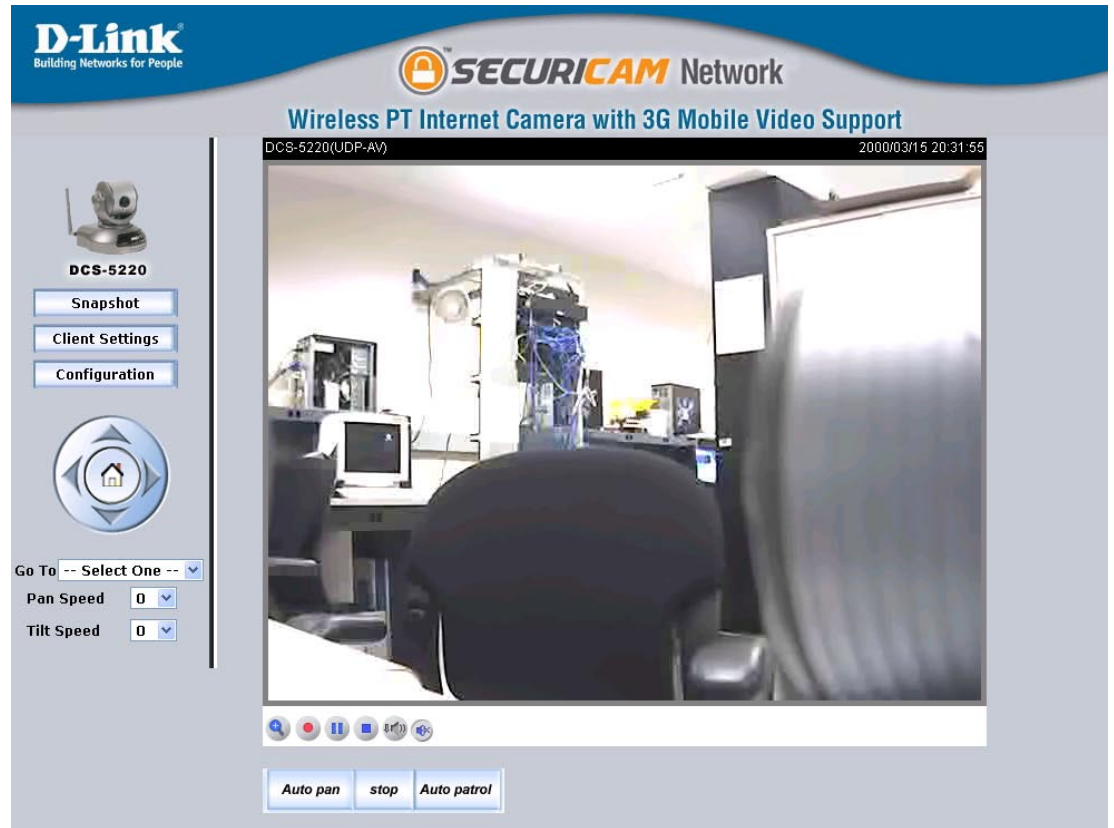 D-Link®
Building Networks for People
SECURICAM™ Network
Wireless PT Internet Camera with 3G Mobile Video Support
DCS-5220(UDP-AV) 2000/03/15 20:31:55
DCS-5220
Snapshot
Client Settings
Configuration
Go To -- Select One --
Pan Speed 0
Tilt Speed 0
Auto pan stop Auto patrol